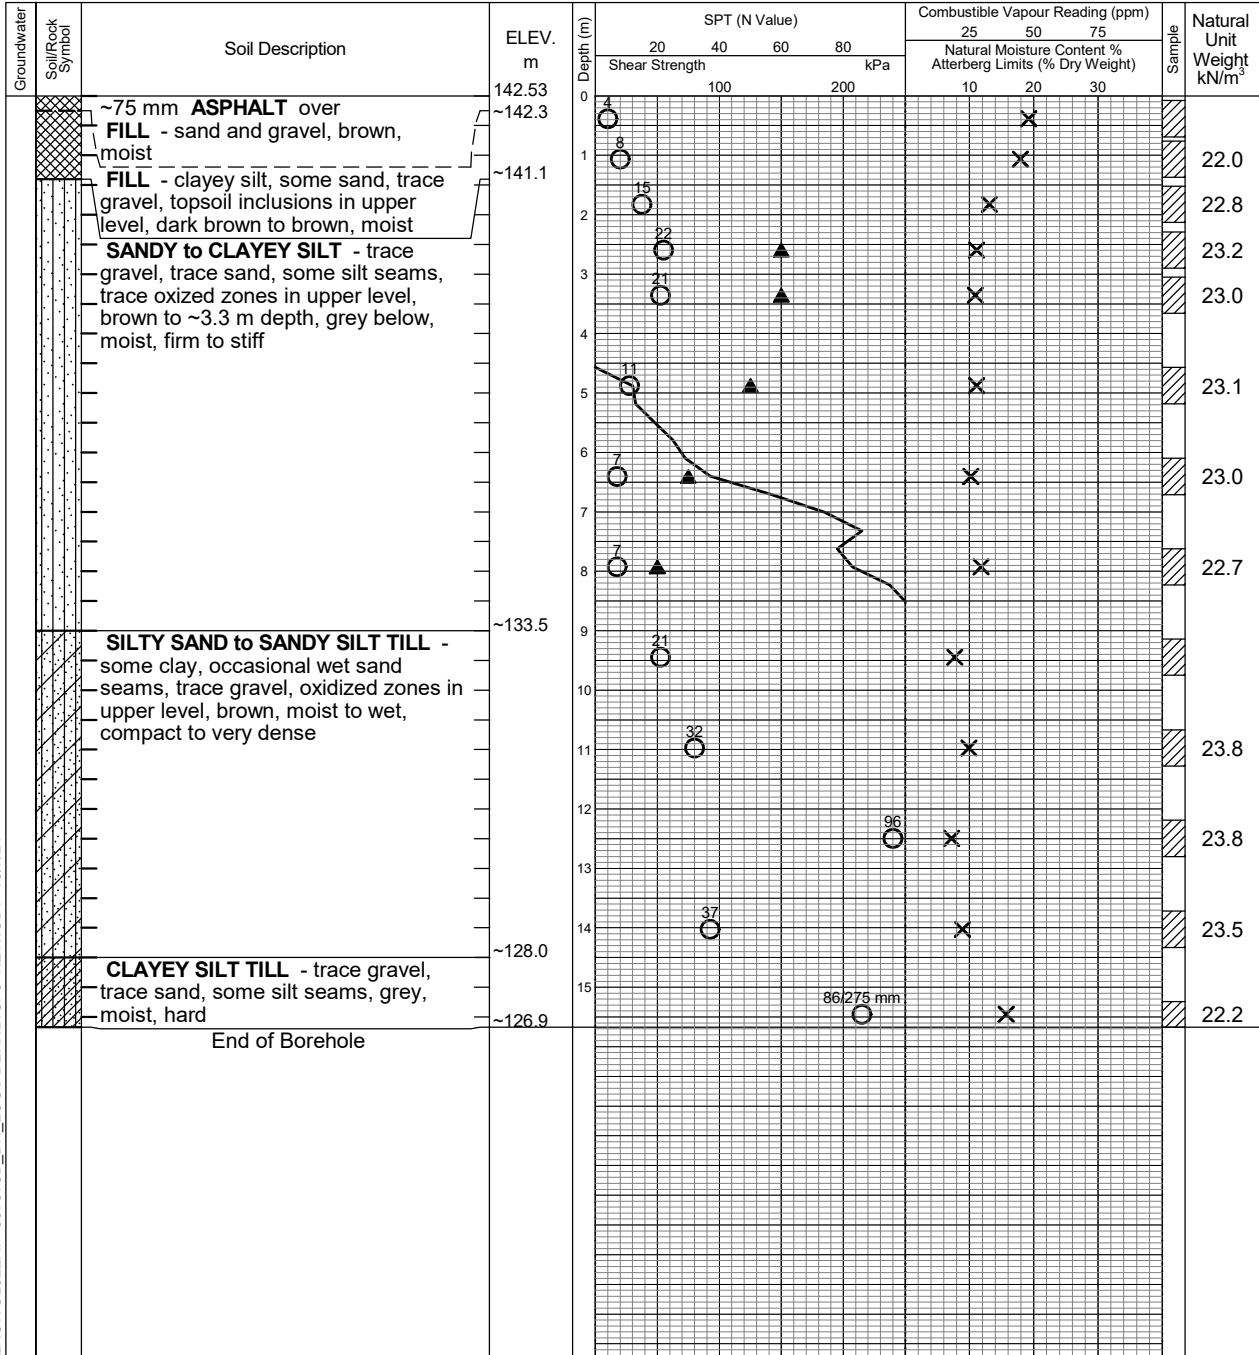 Groundwater
Soil/Rock
Symbol
Soil Description
ELEV.
m
142.53
Depth (m)
SPT (N Value)
20 40 60 80
Shear Strength kPa
100 200
Combustible Vapour Reading (ppm)
25 50 75
Natural Moisture Content %
Atterberg Limits (% Dry Weight)
10 20 30
Sample
Natural
Unit
Weight
kN/m3
0
~75 mm ASPHALT over
~142.3
4
FILL - sand and gravel, brown,
moist
8
1
22.0
~141.1
FILL - clayey silt, some sand, trace
gravel, topsoil inclusions in upper
level, dark brown to brown, moist
15
2
22.8
SANDY to CLAYEY SILT - trace
gravel, trace sand, some silt seams,
trace oxized zones in upper level,
brown to ~3.3 m depth, grey below,
moist, firm to stiff
22
23.2
3
21
23.0
4
11
5
23.1
6
7
23.0
7
7
8
22.7
~133.5
9
SILTY SAND to SANDY SILT TILL -
some clay, occasional wet sand
seams, trace gravel, oxidized zones in
upper level, brown, moist to wet,
compact to very dense
21
10
32
11
23.8
12
96
23.8
13
37
14
23.5
~128.0
CLAYEY SILT TILL - trace gravel,
trace sand, some silt seams, grey,
moist, hard
15
86/275 mm
22.2
~126.9
End of Borehole